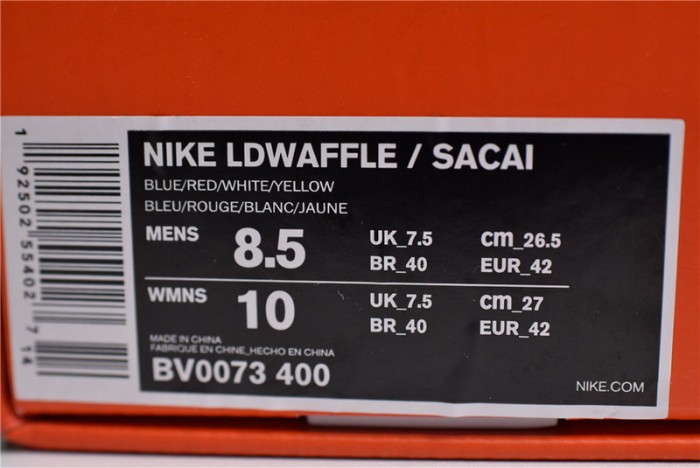 1 92502 55402 7 14
NIKE LDWAFFLE / SACAI
BLUE/RED/WHITE/YELLOW
BLEU/ROUGE/BLANC/JAUNE
MENS 8.5 UK_7.5 cm_26.5
BR_40 EUR_42
WMNS 10 UK_7.5 cm_27
BR_40 EUR_42
MADE IN CHINA
FABRIQUE EN CHINE_HECHO EN CHINA
BV0073 400
NIKE.COM